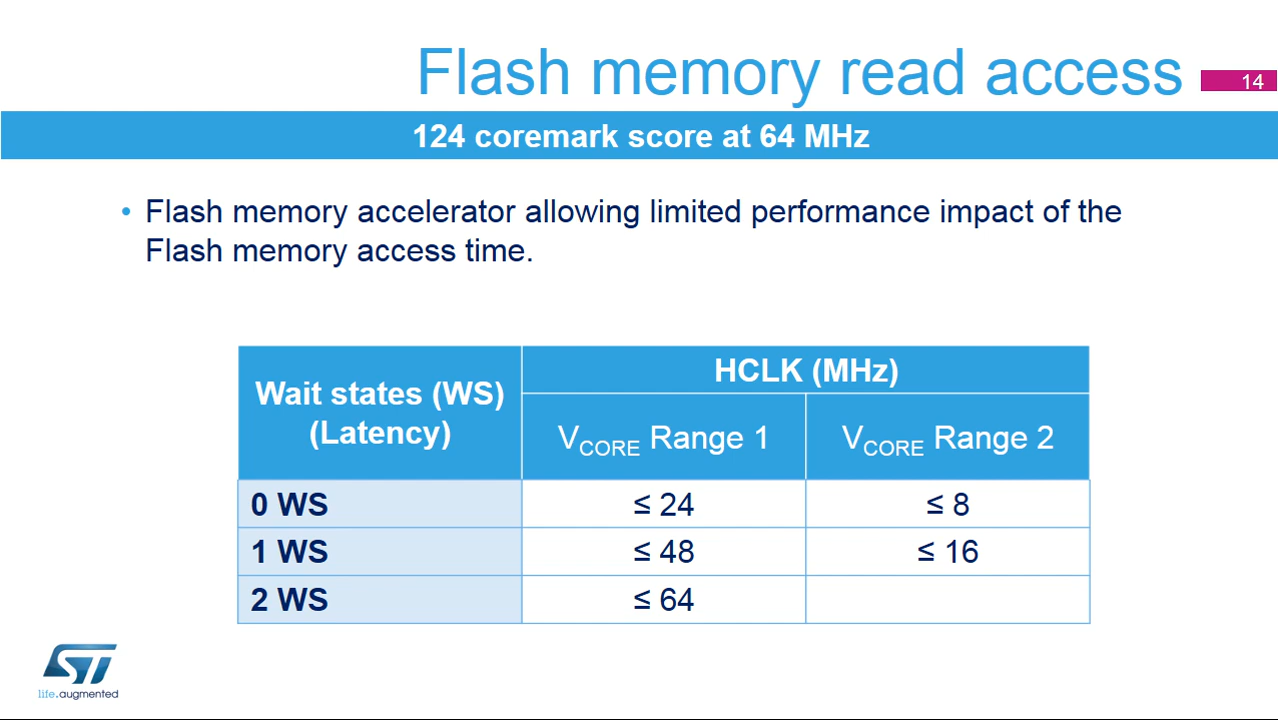 Flash memory read access
14
124 coremark score at 64 MHz
• Flash memory accelerator allowing limited performance impact of the
Flash memory access time.
Wait states (WS)
(Latency)
HCLK (MHz)
VCORE Range 1
VCORE Range 2
0 WS
≤ 24
≤ 8
1 WS
≤ 48
≤ 16
2 WS
≤ 64
ST
life.augmented